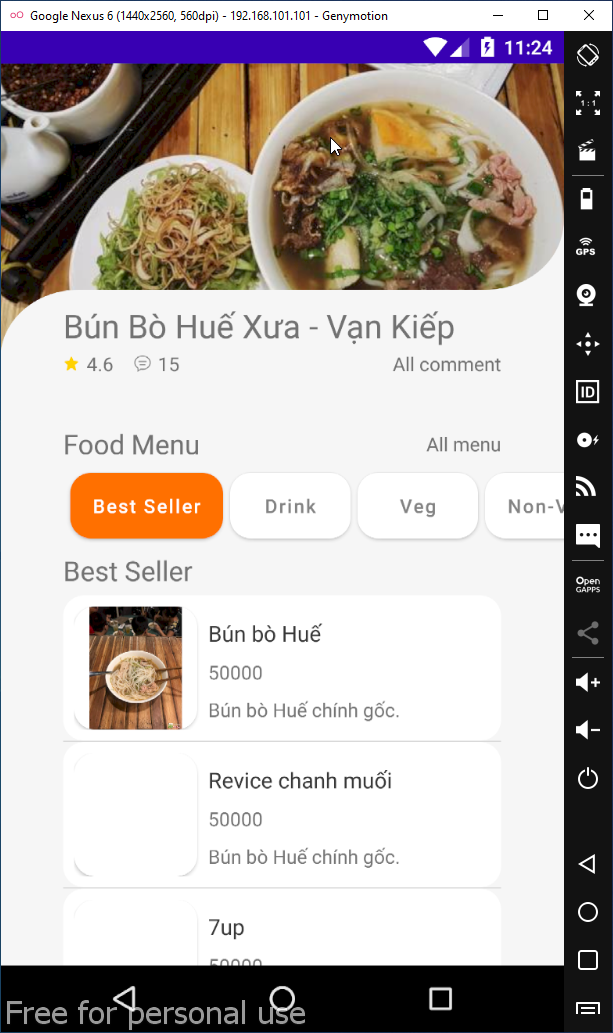 Google Nexus 6 (1440x2560, 560dpi) - 192.168.101.101 - Genymotion
11:24
1 : 1
GPS
Bún Bò Huế Xưa - Vạn Kiếp
4.6 15 All comment
ID
Food Menu All menu
Best Seller Drink Veg Non-V
Best Seller
Open
GAPPS
Bún bò Huế
50000
Bún bò Huế chính gốc.
Revice chanh muối
50000
Bún bò Huế chính gốc.
7up
50000
Free for personal use